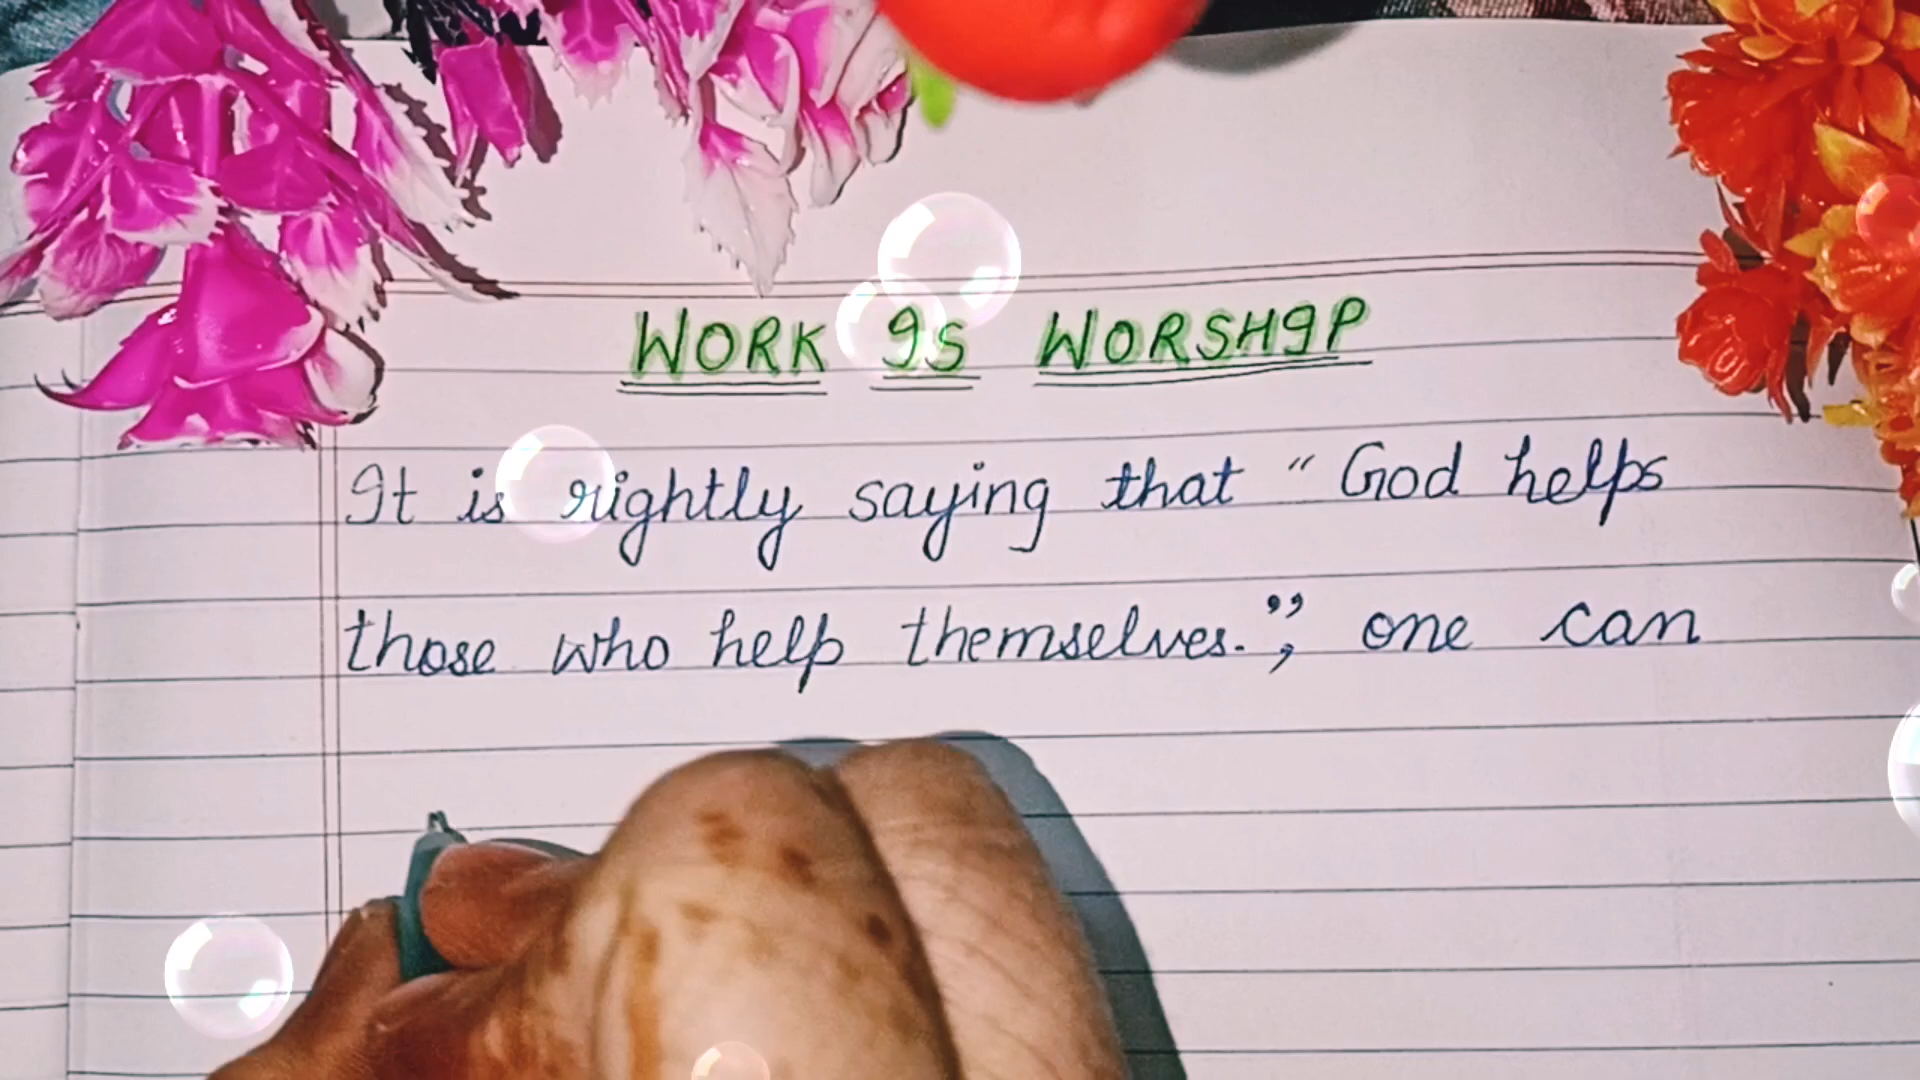 WORK IS WORSHIP
It is rightly saying that "God helps
those who help themselves.", one can